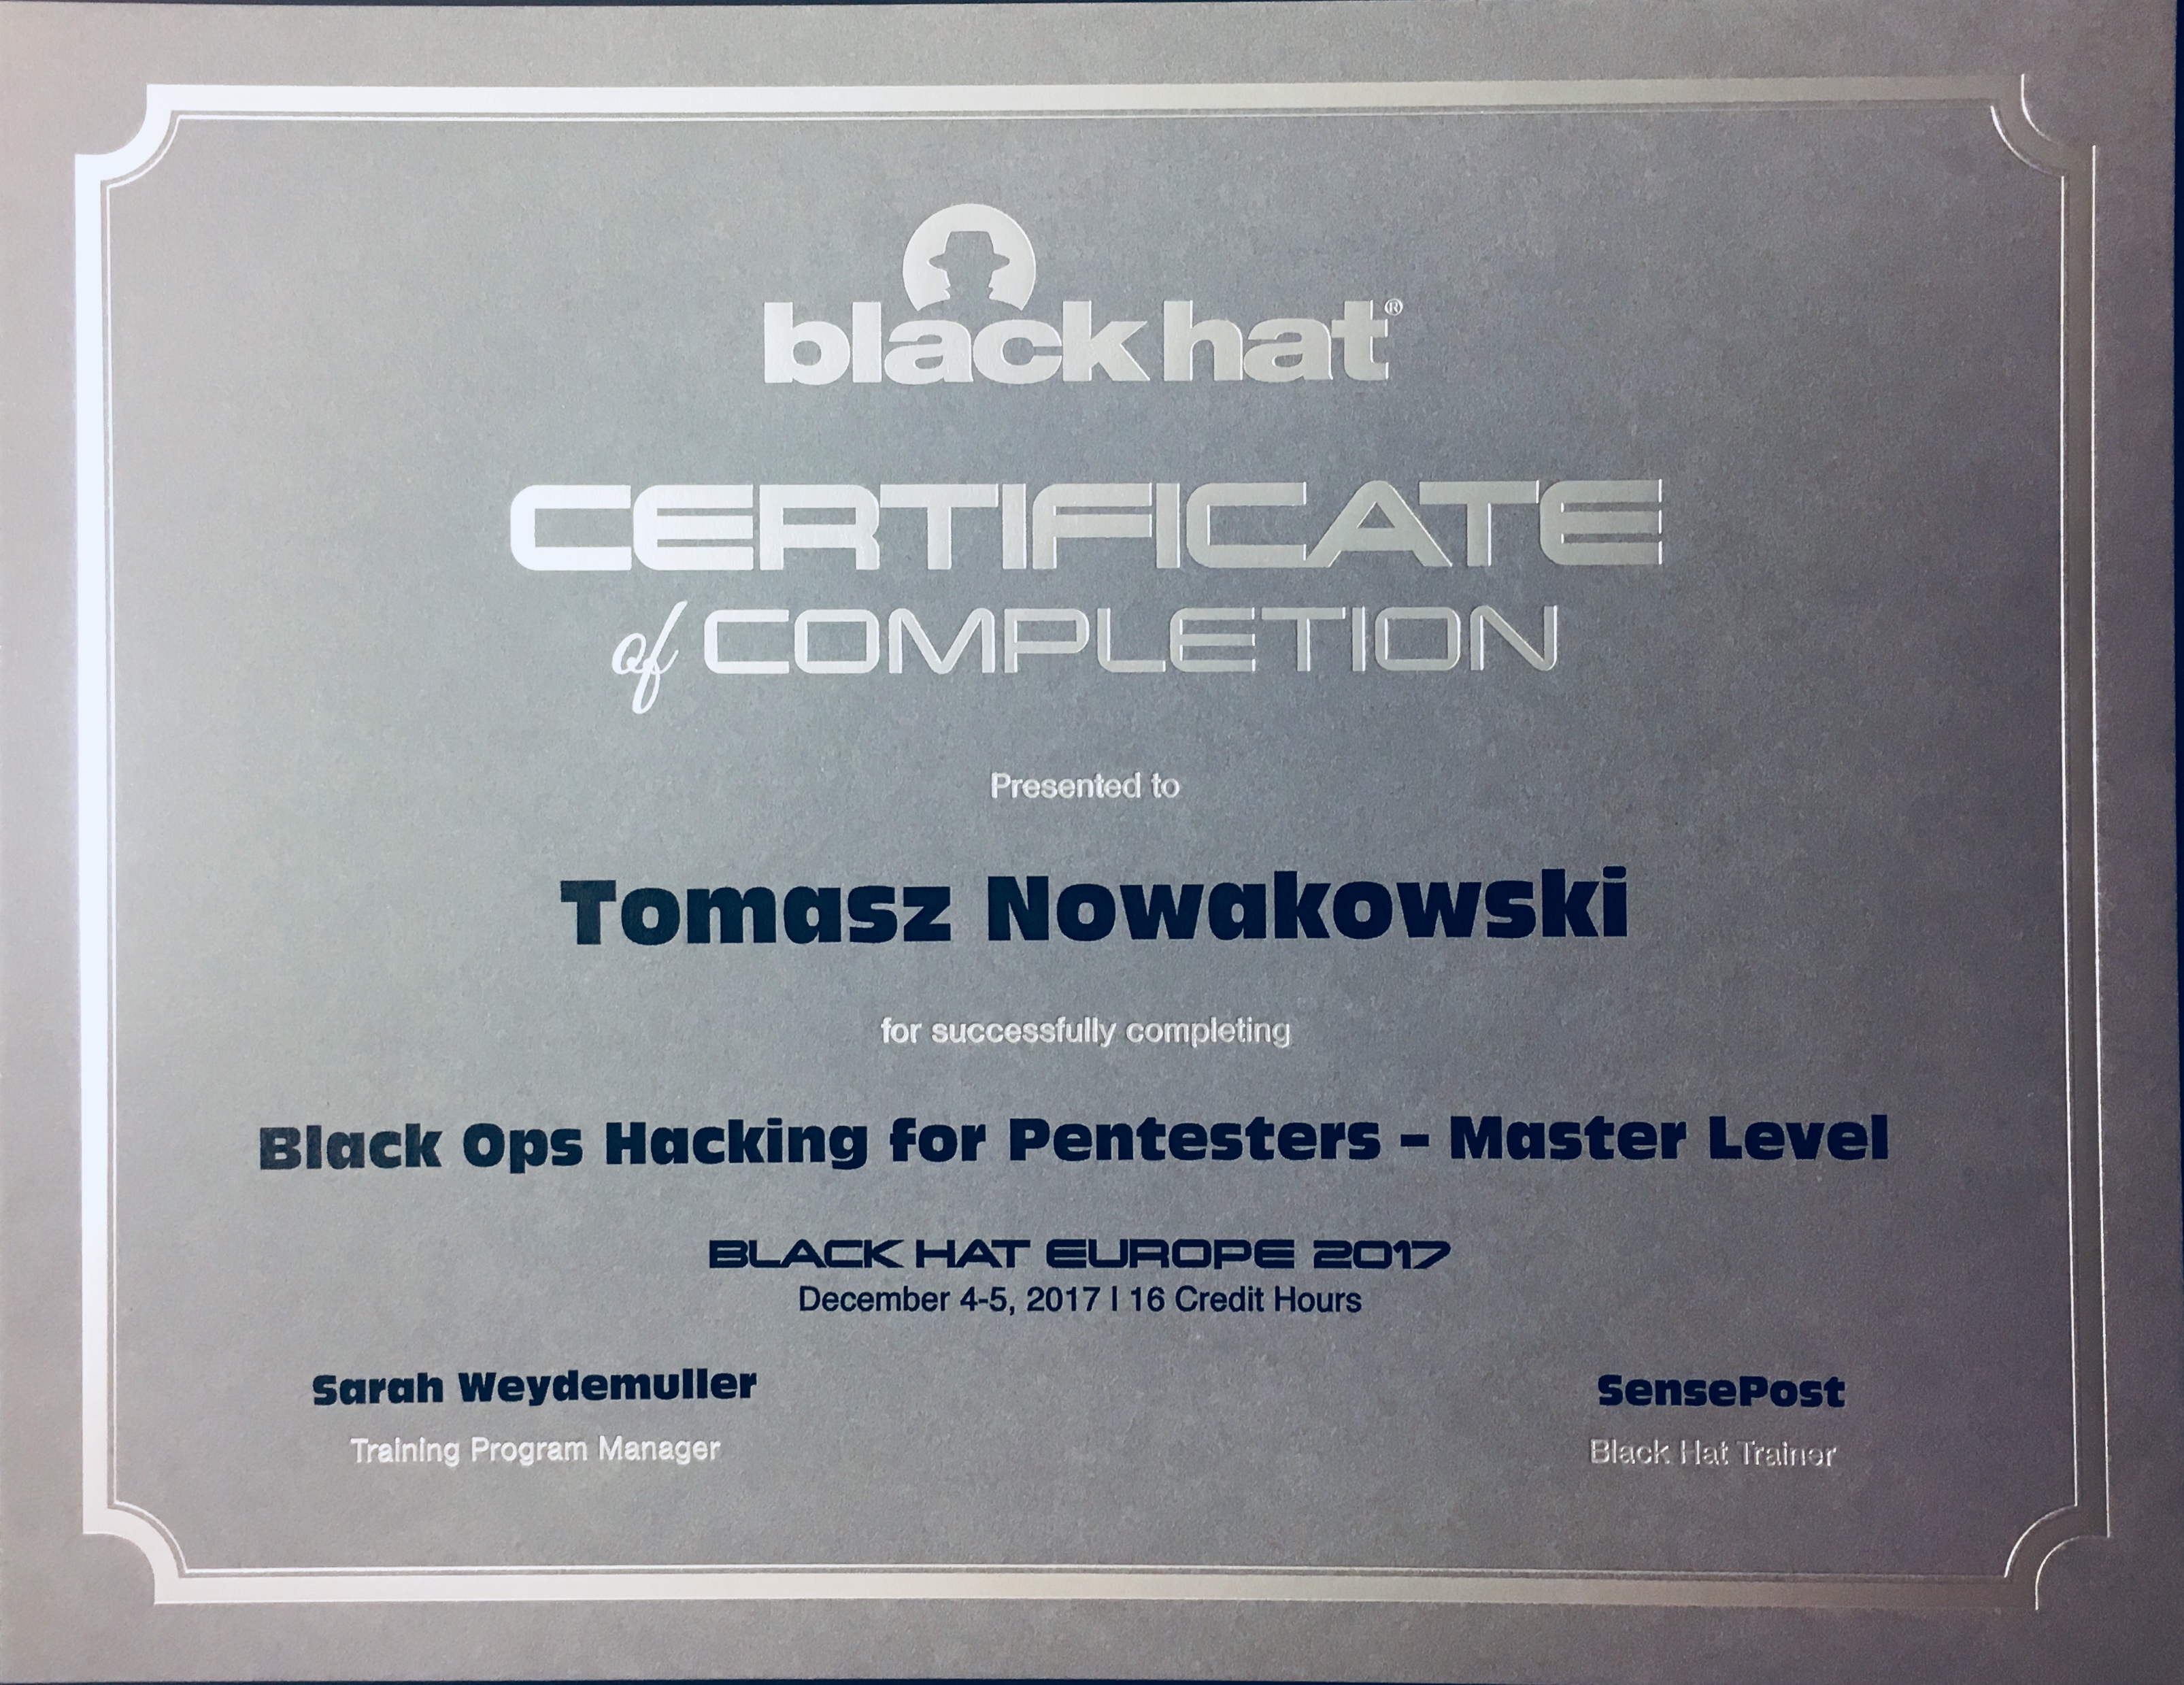 black hat®
CERTIFICATE
of COMPLETION
Presented to
Tomasz Nowakowski
for successfully completing
Black Ops Hacking for Pentesters - Master Level
BLACK HAT EUROPE 2017
December 4-5, 2017 | 16 Credit Hours
Sarah Weydemuller
Training Program Manager
SensePost
Black Hat Trainer